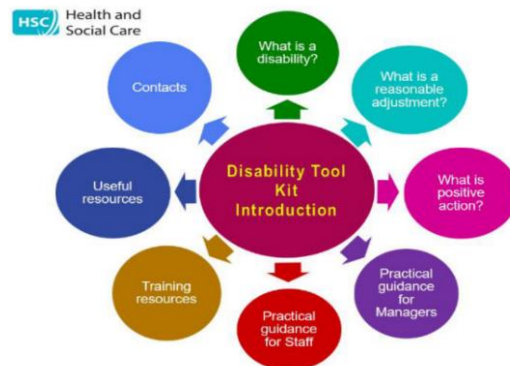 HSC Health and
Social Care
What is a
disability?
What is a
reasonable
adjustment?
What is
positive
action?
Practical
guidance
for
Managers
Practical
guidance
for Staff
Training
resources
Useful
resources
Contacts
Disability Tool
Kit
Introduction